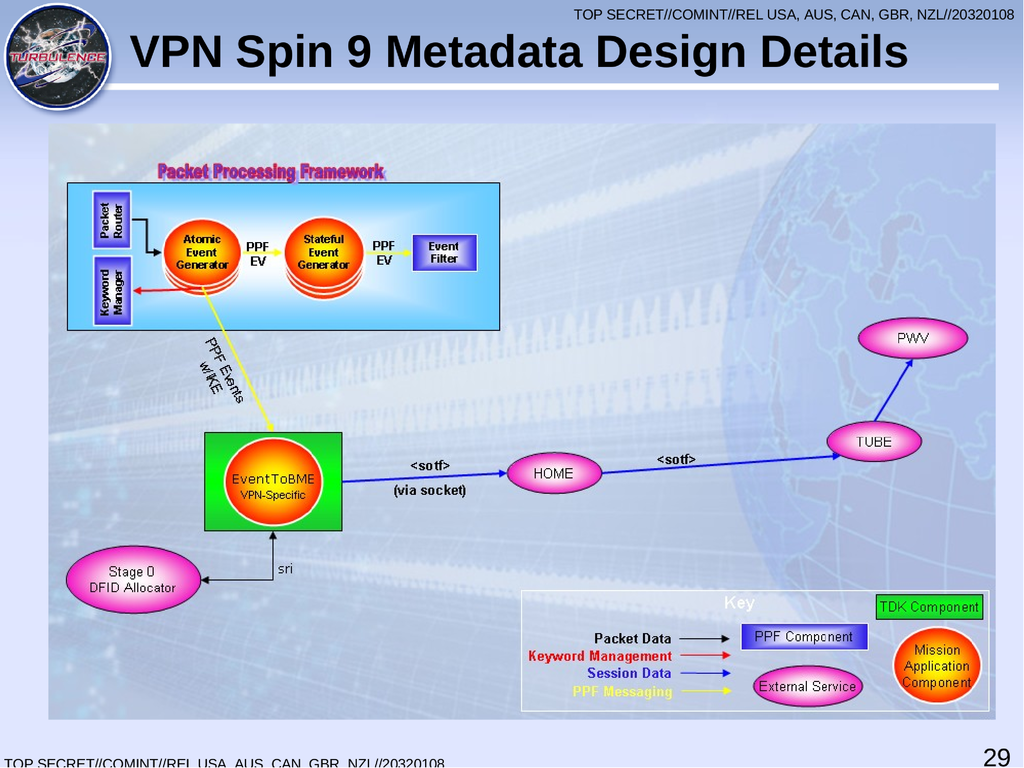 TOP SECRET//COMINT//REL USA, AUS, CAN, GBR, NZL//20320108
TURBULENCE
VPN Spin 9 Metadata Design Details
Packet Processing Framework
Packet
Router
Keyword
Manager
Atomic
Event
Generator
PPF
EV
Stateful
Event
Generator
PPF
EV
Event
Filter
PPF Events
w/IKE
PWV
TUBE
<sotf>
HOME
<sotf>
(via socket)
EventToBME
VPN-Specific
sri
Stage 0
DFID Allocator
Key
Packet Data
Keyword Management
Session Data
PPF Messaging
PPF Component
External Service
TDK Component
Mission
Application
Component
TOP SECRET//COMINT//REL USA, AUS, CAN, GBR, NZL//20320108
29